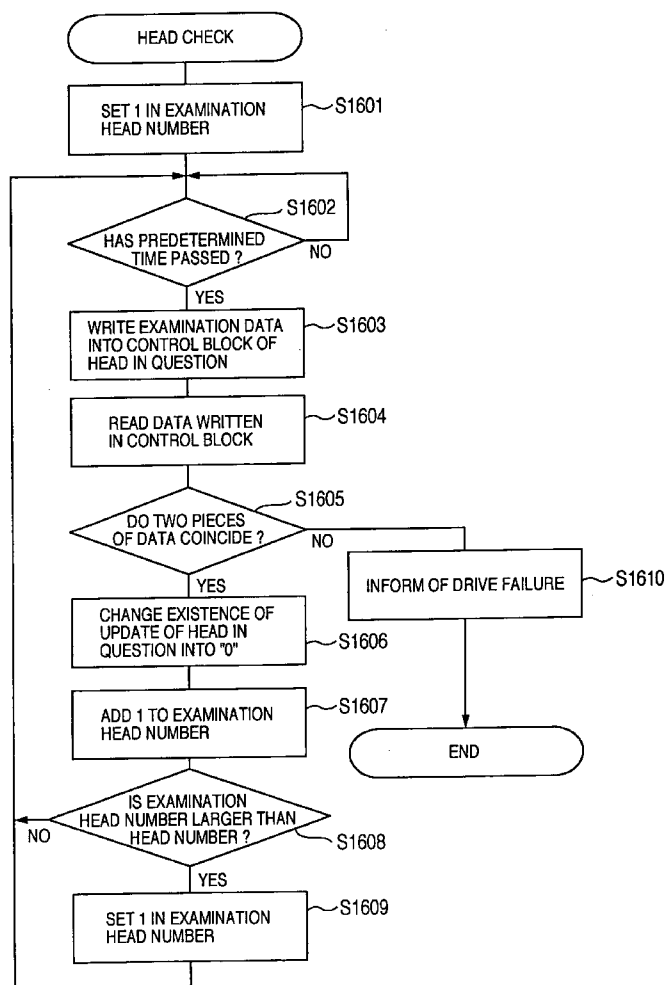 HEAD CHECK
SET 1 IN EXAMINATION
HEAD NUMBER
S1601
S1602
HAS PREDETERMINED
TIME PASSED ?
NO
YES
WRITE EXAMINATION DATA
INTO CONTROL BLOCK OF
HEAD IN QUESTION
S1603
READ DATA WRITTEN
IN CONTROL BLOCK
S1604
S1605
DO TWO PIECES
OF DATA COINCIDE ?
NO
YES
INFORM OF DRIVE FAILURE
S1610
CHANGE EXISTENCE OF
UPDATE OF HEAD IN
QUESTION INTO "0"
S1606
ADD 1 TO EXAMINATION
HEAD NUMBER
S1607
END
IS EXAMINATION
HEAD NUMBER LARGER THAN
HEAD NUMBER ?
NO
S1608
YES
SET 1 IN EXAMINATION
HEAD NUMBER
S1609